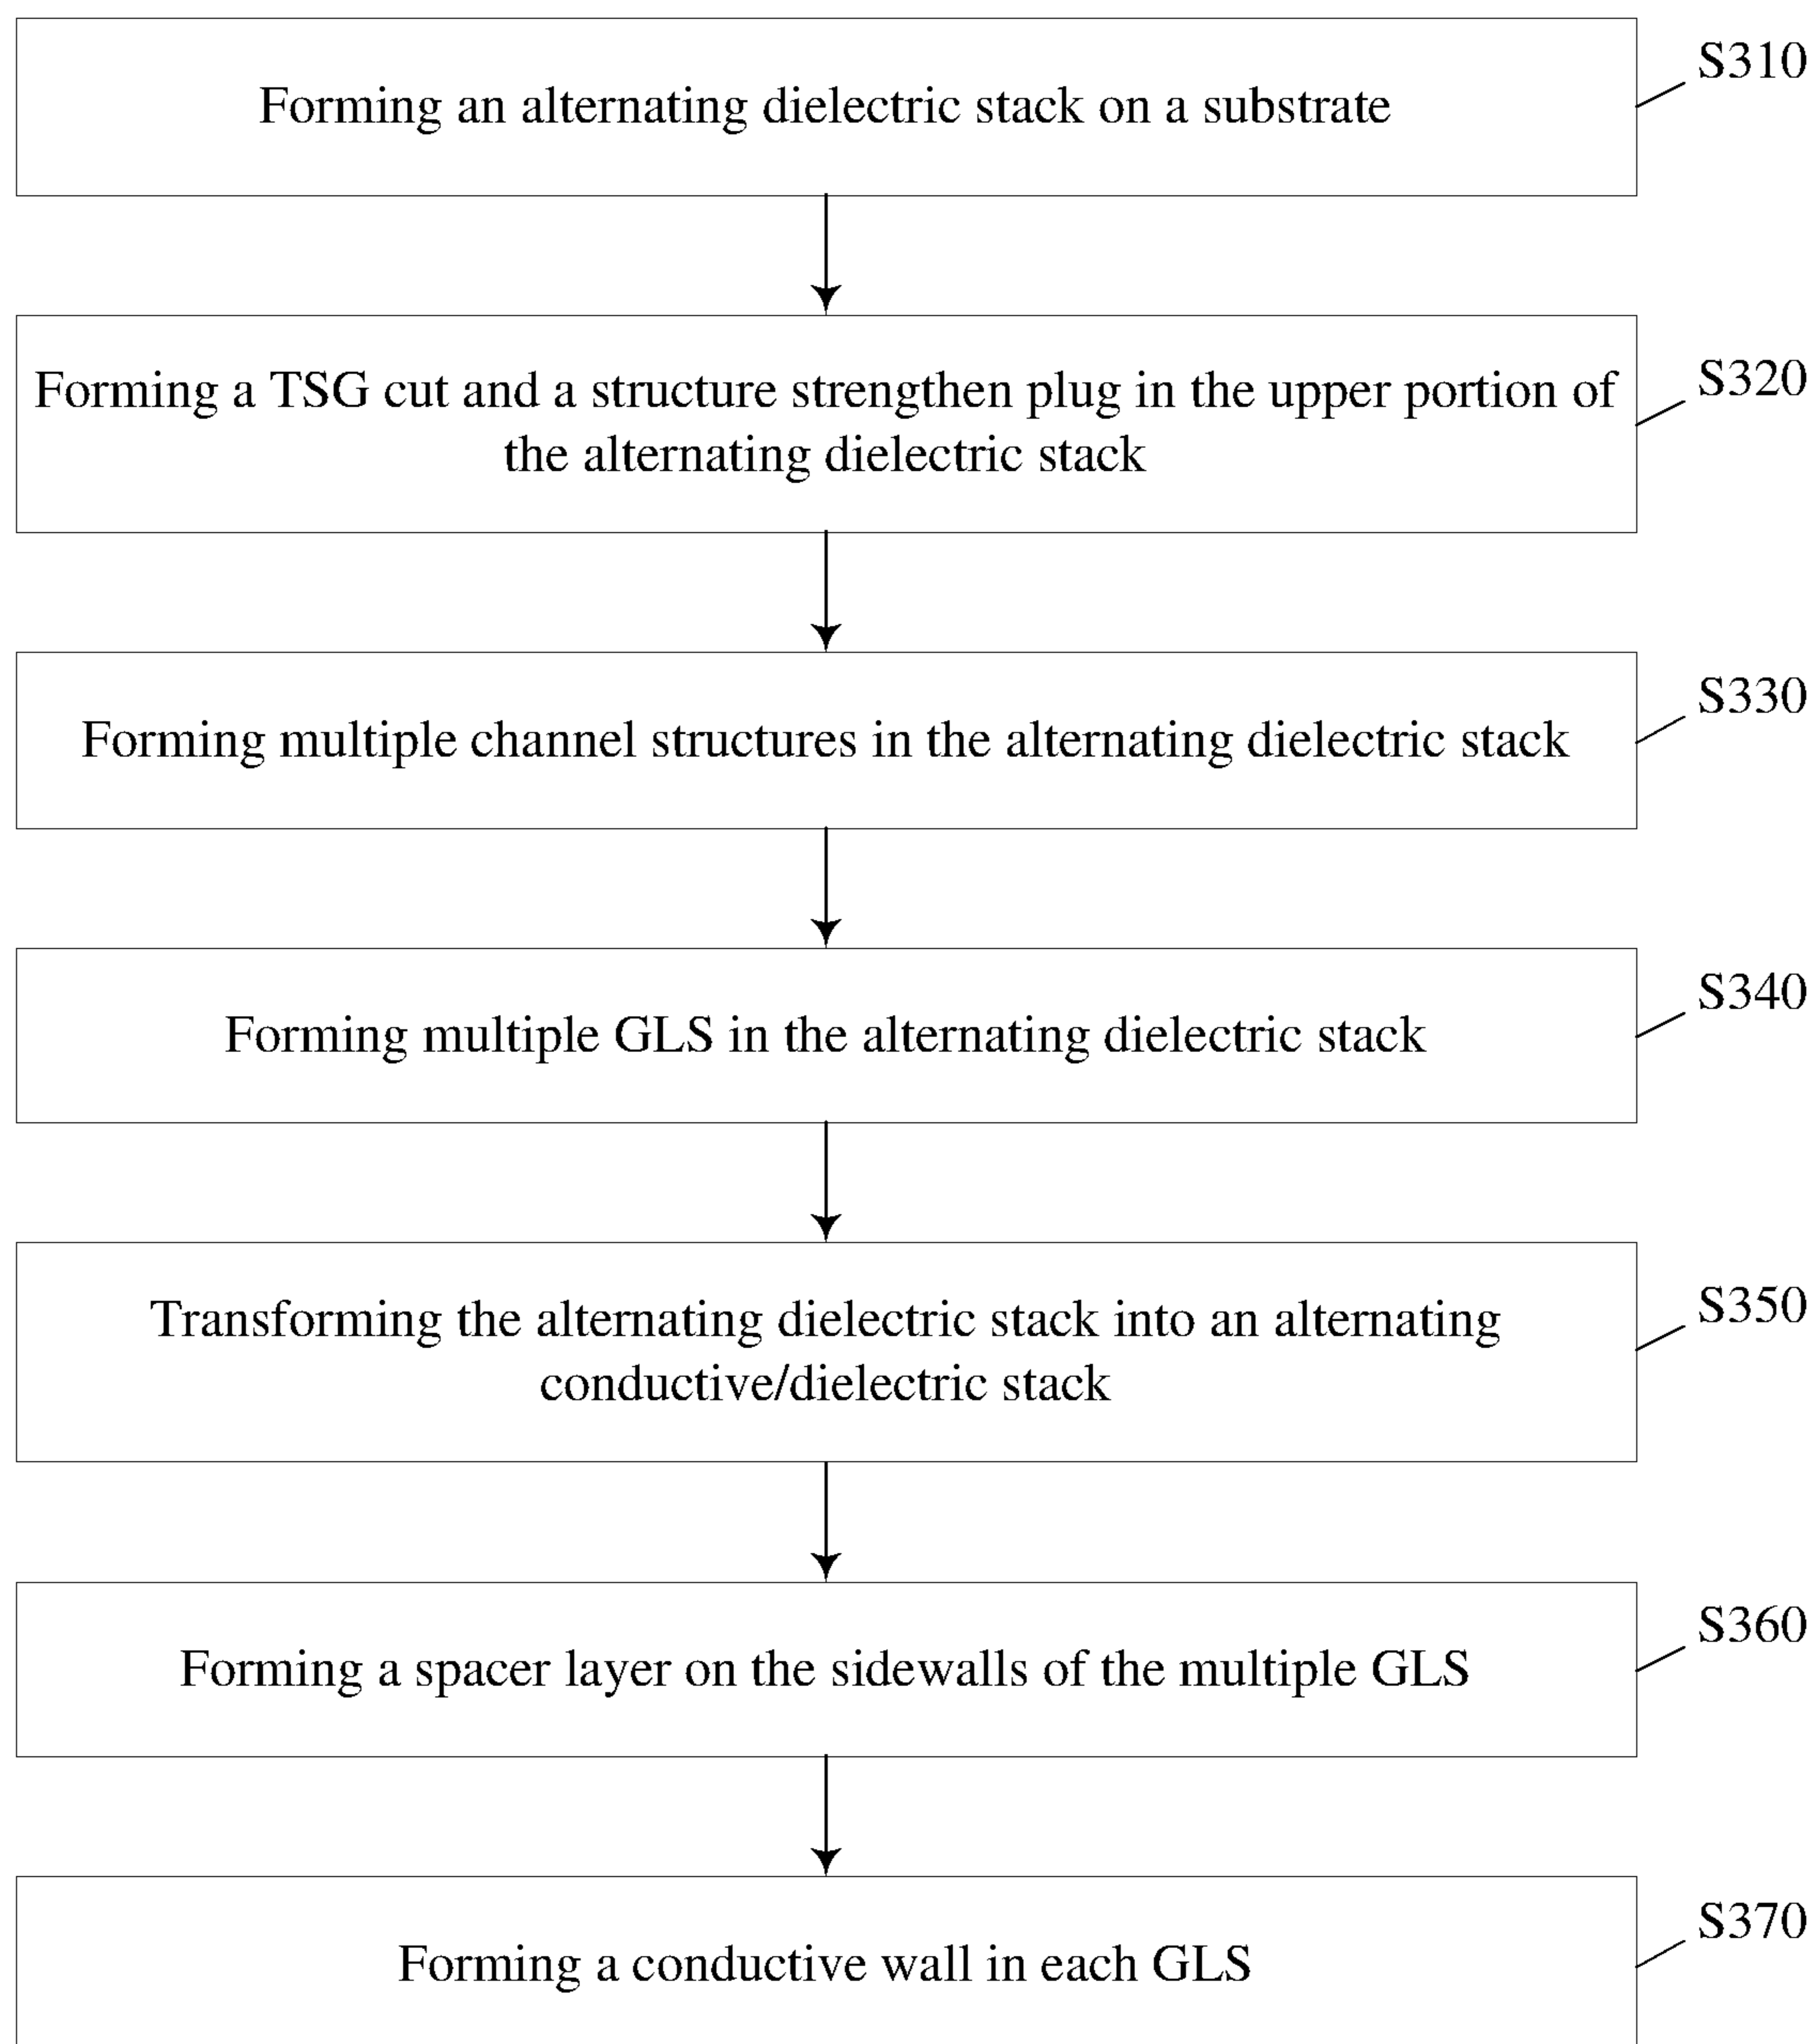 Forming an alternating dielectric stack on a substrate
S310
Forming a TSG cut and a structure strengthen plug in the upper portion of
the alternating dielectric stack
S320
Forming multiple channel structures in the alternating dielectric stack
S330
Forming multiple GLS in the alternating dielectric stack
S340
Transforming the alternating dielectric stack into an alternating
conductive/dielectric stack
S350
Forming a spacer layer on the sidewalls of the multiple GLS
S360
Forming a conductive wall in each GLS
S370